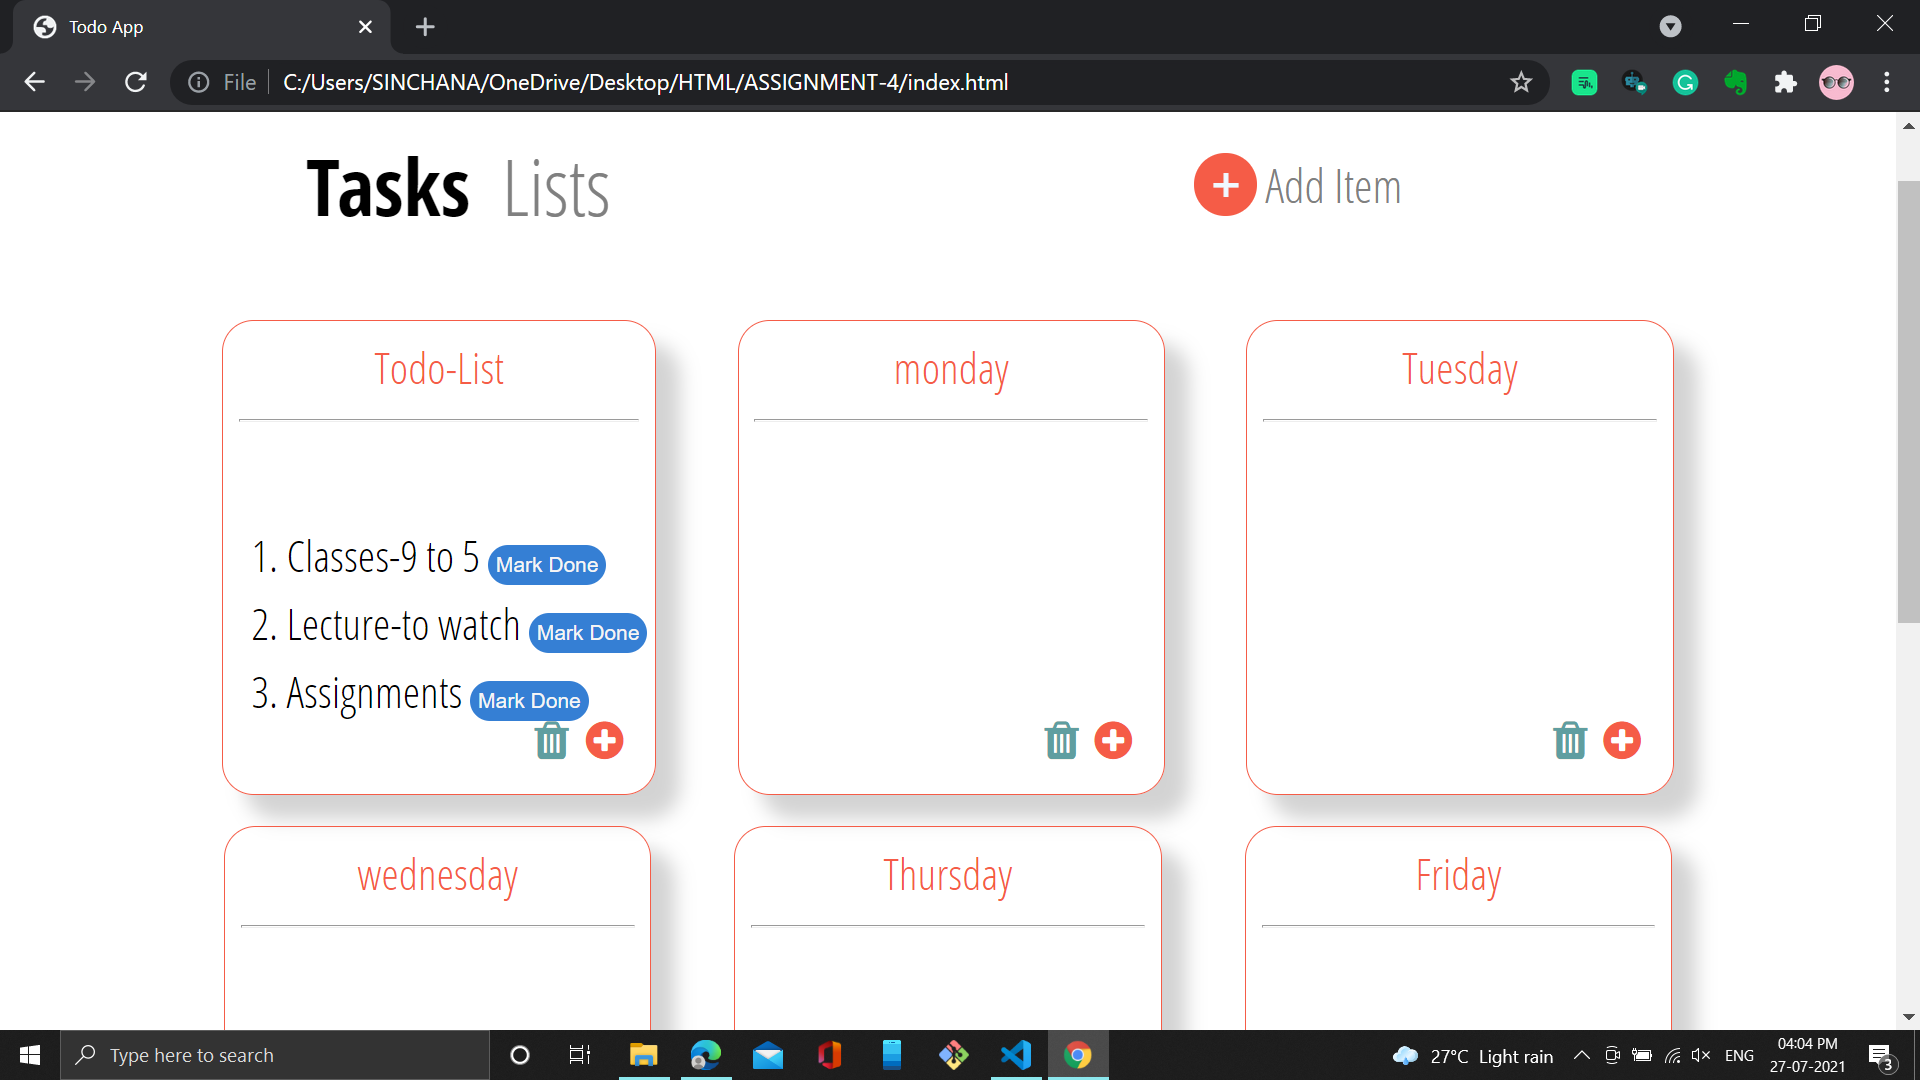 Todo App
File C:/Users/SINCHANA/OneDrive/Desktop/HTML/ASSIGNMENT-4/index.html
Tasks Lists
Add Item
Todo-List
1. Classes-9 to 5 Mark Done
2. Lecture-to watch Mark Done
3. Assignments Mark Done
monday
Tuesday
wednesday
Thursday
Friday
Type here to search
27°C Light rain
ENG
04:04 PM
27-07-2021
3